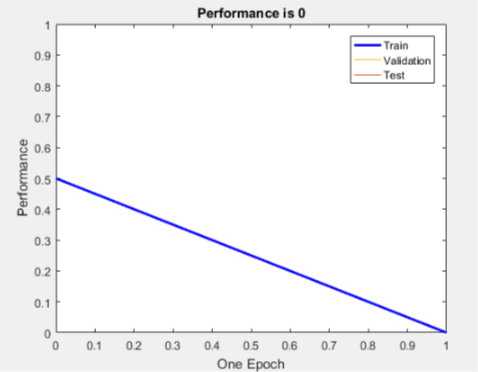 Performance is 0
1
0.9
0.8
0.7
0.6
0.5
0.4
0.3
0.2
0.1
0
Performance
Train
Validation
Test
0 0.1 0.2 0.3 0.4 0.5 0.6 0.7 0.8 0.9 1
One Epoch